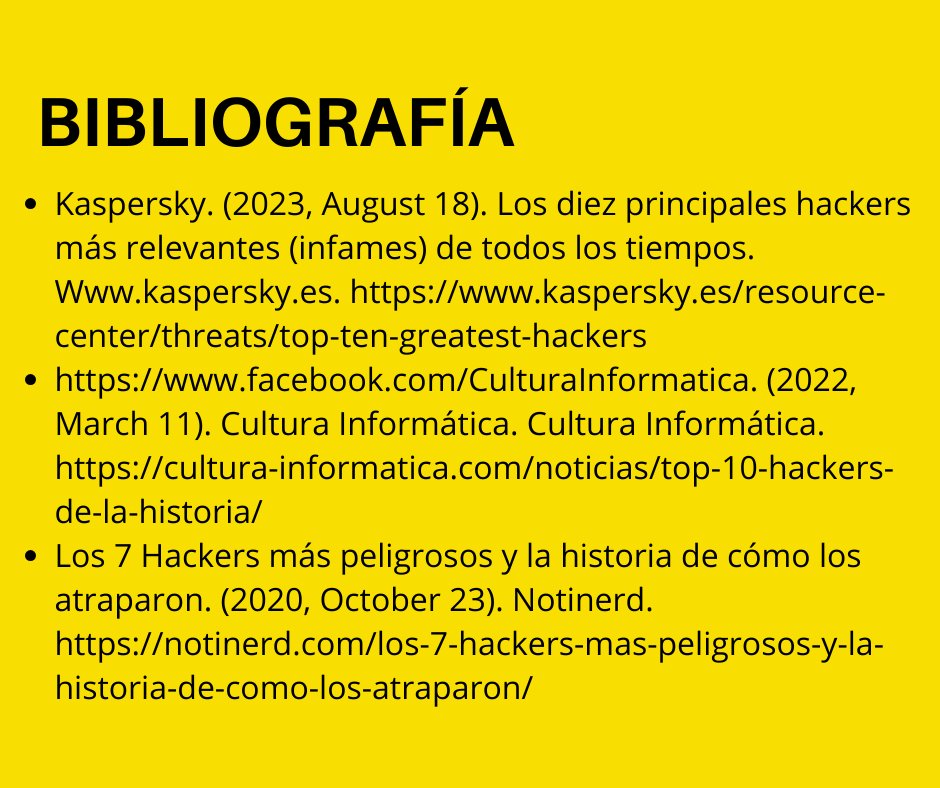 BIBLIOGRAFÍA
• Kaspersky. (2023, August 18). Los diez principales hackers
más relevantes (infames) de todos los tiempos.
Www.kaspersky.es. https://www.kaspersky.es/resource-
center/threats/top-ten-greatest-hackers
• https://www.facebook.com/CulturaInformatica. (2022,
March 11). Cultura Informática. Cultura Informática.
https://cultura-informatica.com/noticias/top-10-hackers-
de-la-historia/
• Los 7 Hackers más peligrosos y la historia de cómo los
atraparon. (2020, October 23). Notinerd.
https://notinerd.com/los-7-hackers-mas-peligrosos-y-la-
historia-de-como-los-atraparon/